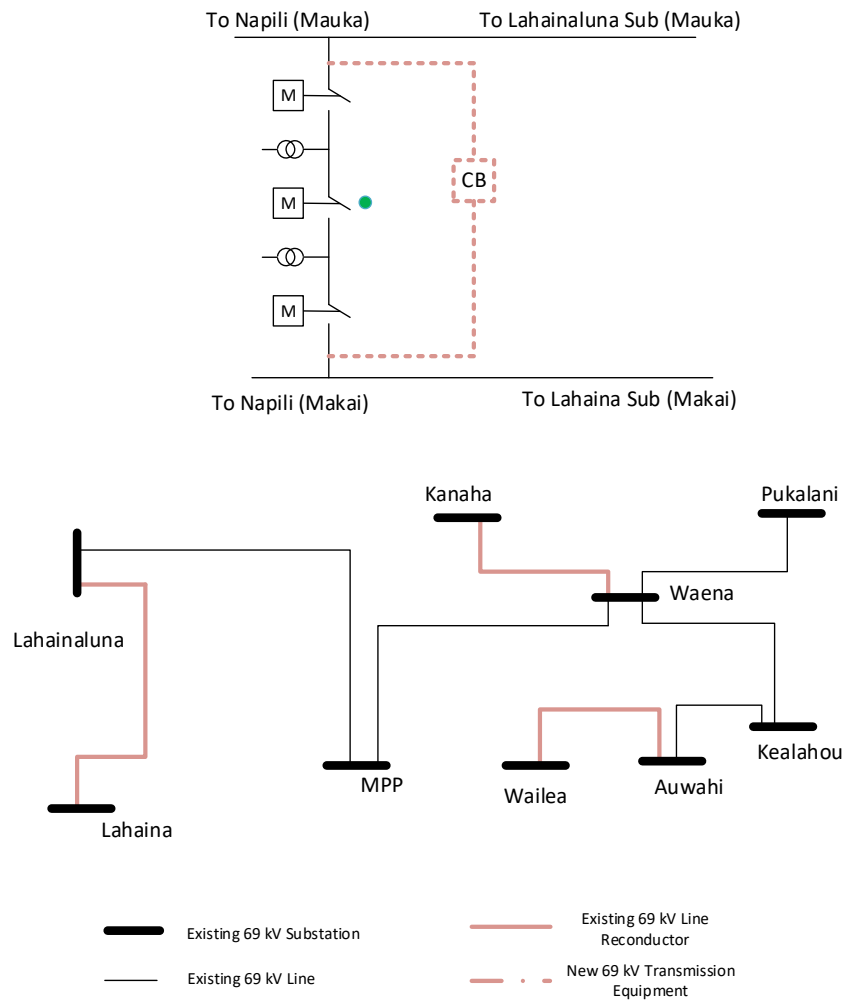 To Napili (Mauka)
To Lahainaluna Sub (Mauka)
M
CB
M
M
To Napili (Makai)
To Lahaina Sub (Makai)
Kanaha
Pukalani
Waena
Lahainaluna
Kealahou
MPP
Wailea
Auwahi
Lahaina
Existing 69 kV Substation
Existing 69 kV Line
Reconductor
Existing 69 kV Line
New 69 kV Transmission
Equipment